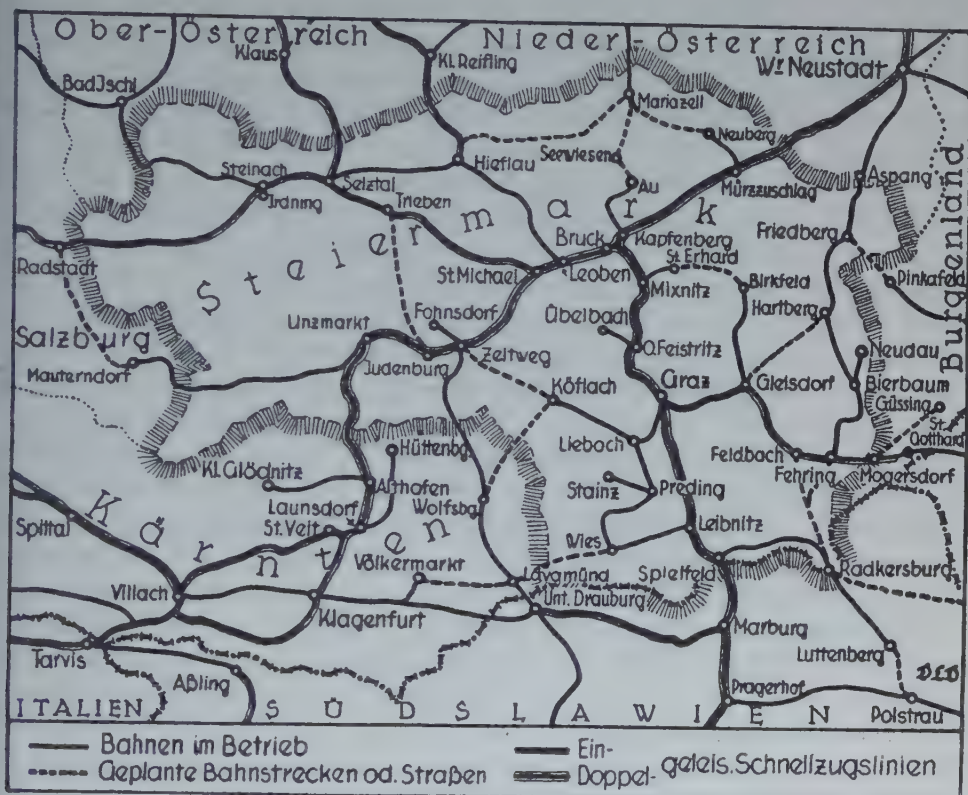 Ober-Österreich
Nieder-Österreich
Klaus
Kl. Reifling
Wr. Neustadt
Bad Jschl
Mariazell
Neuberg
Steinach
Hieflau
Seewiesen
Irdning
Selztal
Au
Mürzzuschlag
Aspang
Trieben
Burgenland
Steiermark
Radstadt
Bruck
Kapfenberg
Friedberg
St. Michael
Leoben
St. Erhard
Mixnitz
Birkfeld
Pinkafeld
Hartberg
Salzburg
Unzmarkt
Fohnsdorf
Übelbach
Mauterndorf
Judenburg
Zeltweg
D. Feistritz
Neudau
Köflach
Graz
Gleisdorf
Bierbaum
Güssing
St. Gotthard
Hüttenbg.
Lieboch
Feldbach
Kl. Glödnitz
Althofen
Stainz
Preding
Fehring
Mogersdorf
Kärnten
Launsdorf
St. Veit
Wolfsbg.
Leibnitz
Spittal
Wies
Völkermarkt
Lavamünd
Spielfeld
Radkersburg
Villach
Klagenfurt
Unt. Drauburg
Marburg
Tarvis
Luttenberg
Aßling
Pragerhof
Polstrau
ITALIEN
SÜDSLAWIEN
Bahnen im Betrieb
Geplante Bahnstrecken od. Straßen
Ein-
Doppel- geleis. Schnellzugslinien